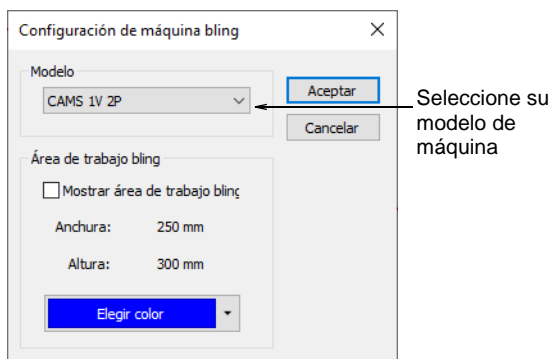 Configuración de máquina bling
Modelo
CAMS 1V 2P
Aceptar
Cancelar
Seleccione su
modelo de
máquina
Área de trabajo bling
Mostrar área de trabajo bling
Anchura: 250 mm
Altura: 300 mm
Elegir color